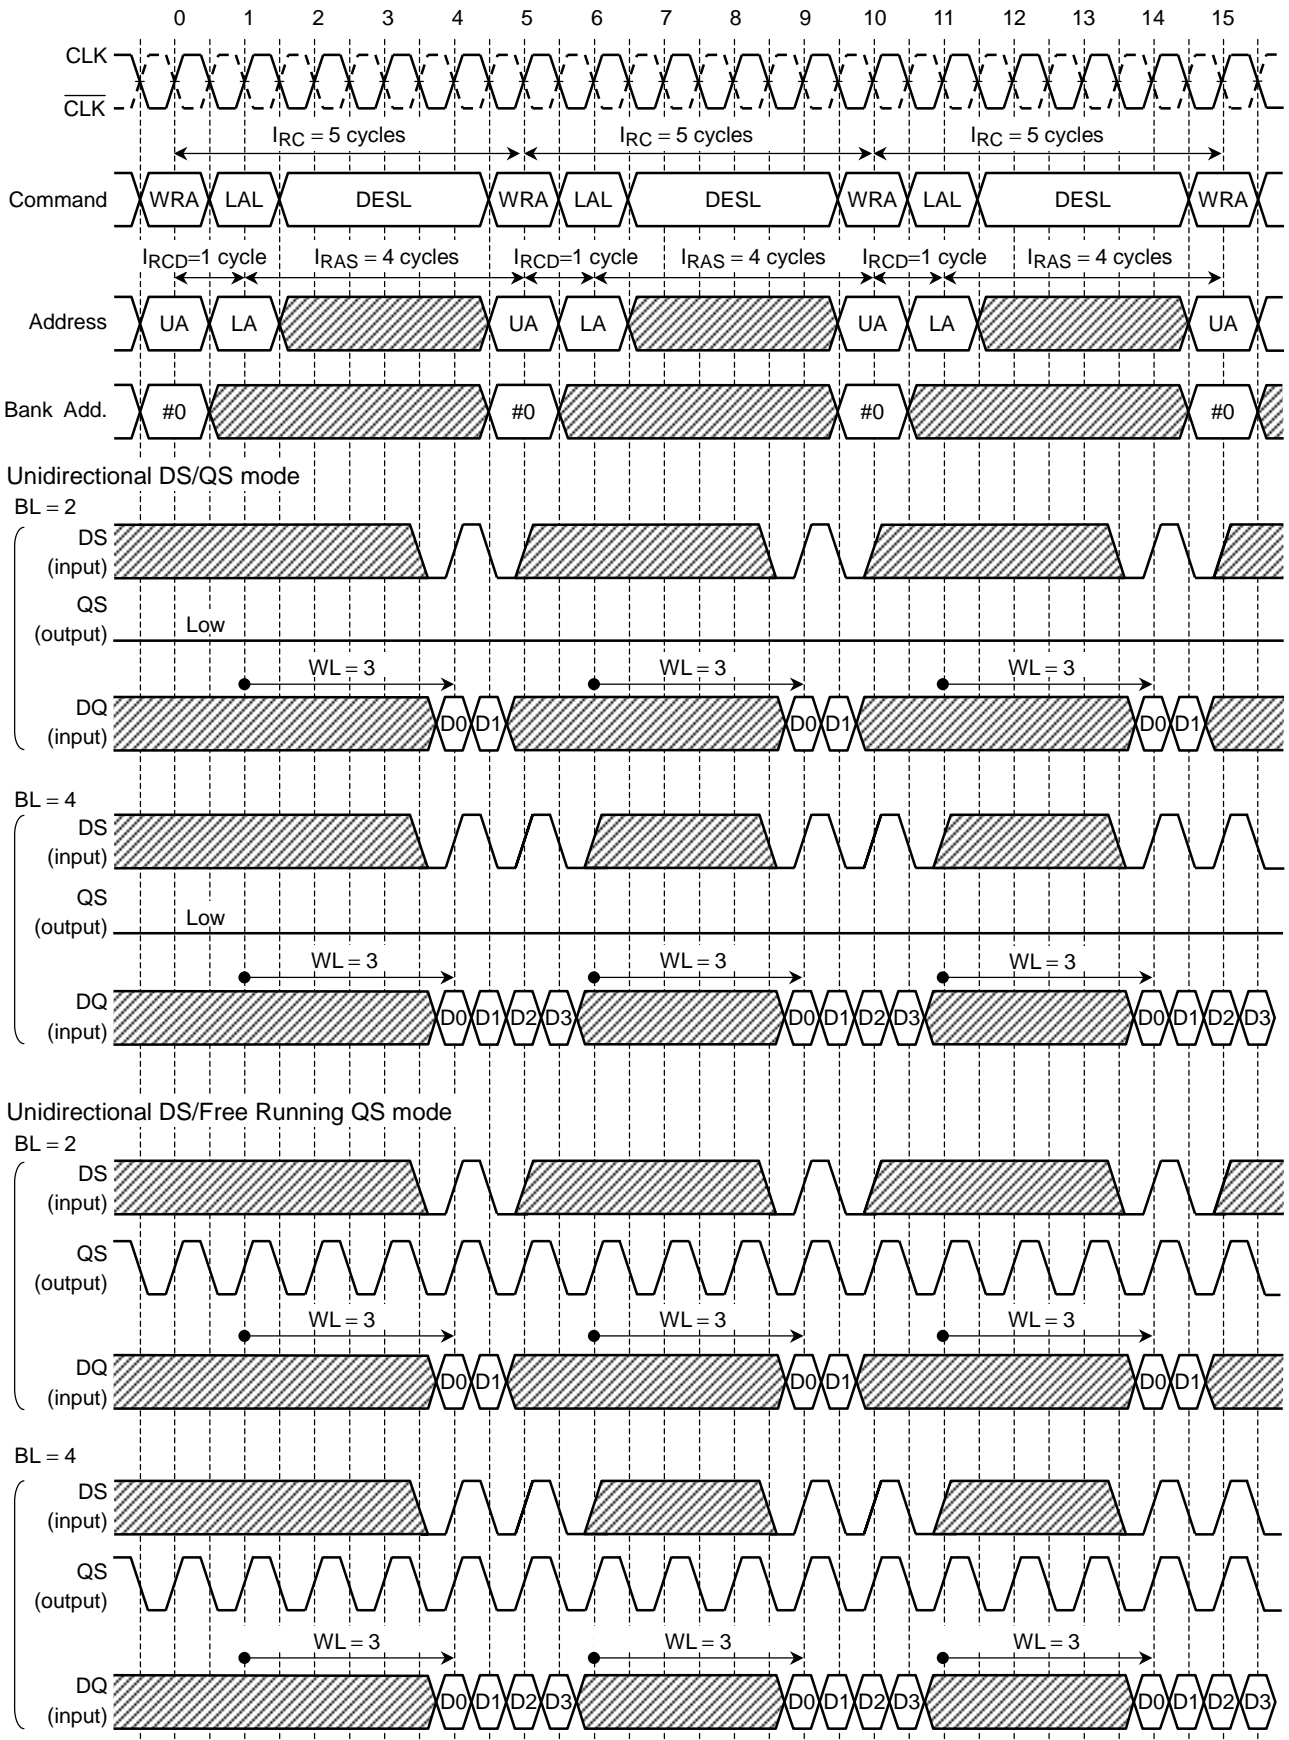 0 1 2 3 4 5 6 7 8 9 10 11 12 13 14 15
CLK
CLK
IRC = 5 cycles IRC = 5 cycles IRC = 5 cycles
Command WRA LAL DESL WRA LAL DESL WRA LAL DESL WRA
IRCD=1 cycle IRAS = 4 cycles IRCD=1 cycle IRAS = 4 cycles IRCD=1 cycle IRAS = 4 cycles
Address UA LA UA LA UA LA UA
Bank Add. #0 #0 #0 #0
Unidirectional DS/QS mode
BL = 2
DS
(input)
QS
(output) Low
WL = 3 WL = 3 WL = 3
DQ
(input) D0 D1 D0 D1 D0 D1
BL = 4
DS
(input)
QS
(output) Low
WL = 3 WL = 3 WL = 3
DQ
(input) D0 D1 D2 D3 D0 D1 D2 D3 D0 D1 D2 D3
Unidirectional DS/Free Running QS mode
BL = 2
DS
(input)
QS
(output)
WL = 3 WL = 3 WL = 3
DQ
(input) D0 D1 D0 D1 D0 D1
BL = 4
DS
(input)
QS
(output)
WL = 3 WL = 3 WL = 3
DQ
(input) D0 D1 D2 D3 D0 D1 D2 D3 D0 D1 D2 D3